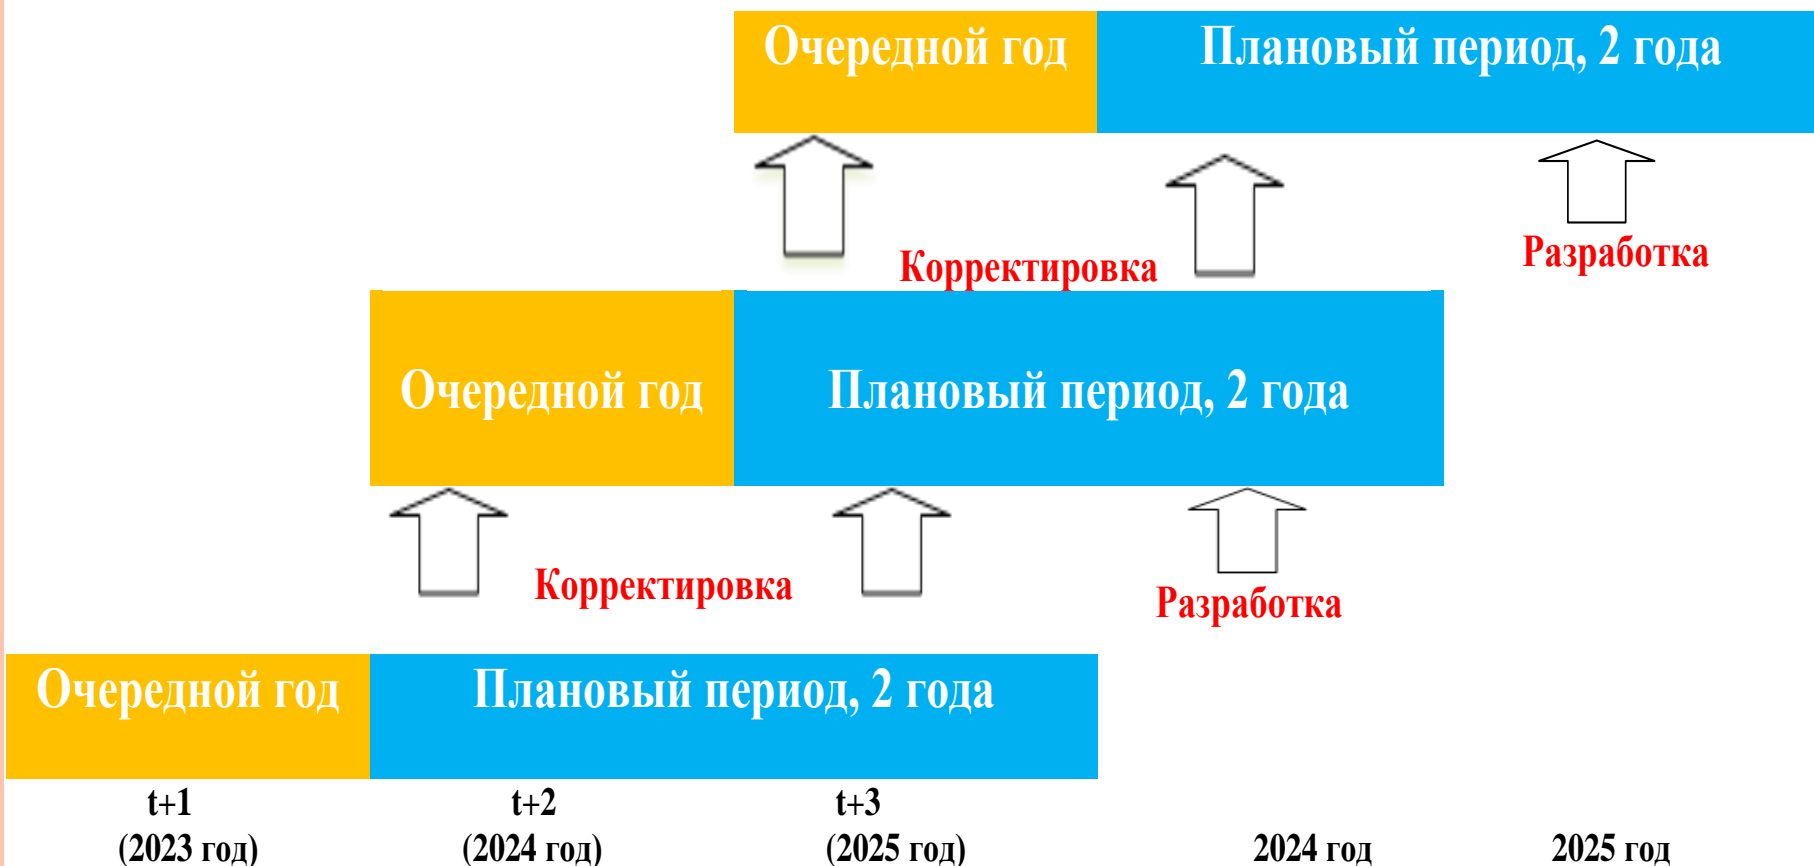 Очередной год
Плановый период, 2 года
Корректировка
Разработка
Очередной год
Плановый период, 2 года
Корректировка
Разработка
Очередной год
Плановый период, 2 года
t+1
t+2
t+3
(2023 год)
(2024 год)
(2025 год)
2024 год
2025 год